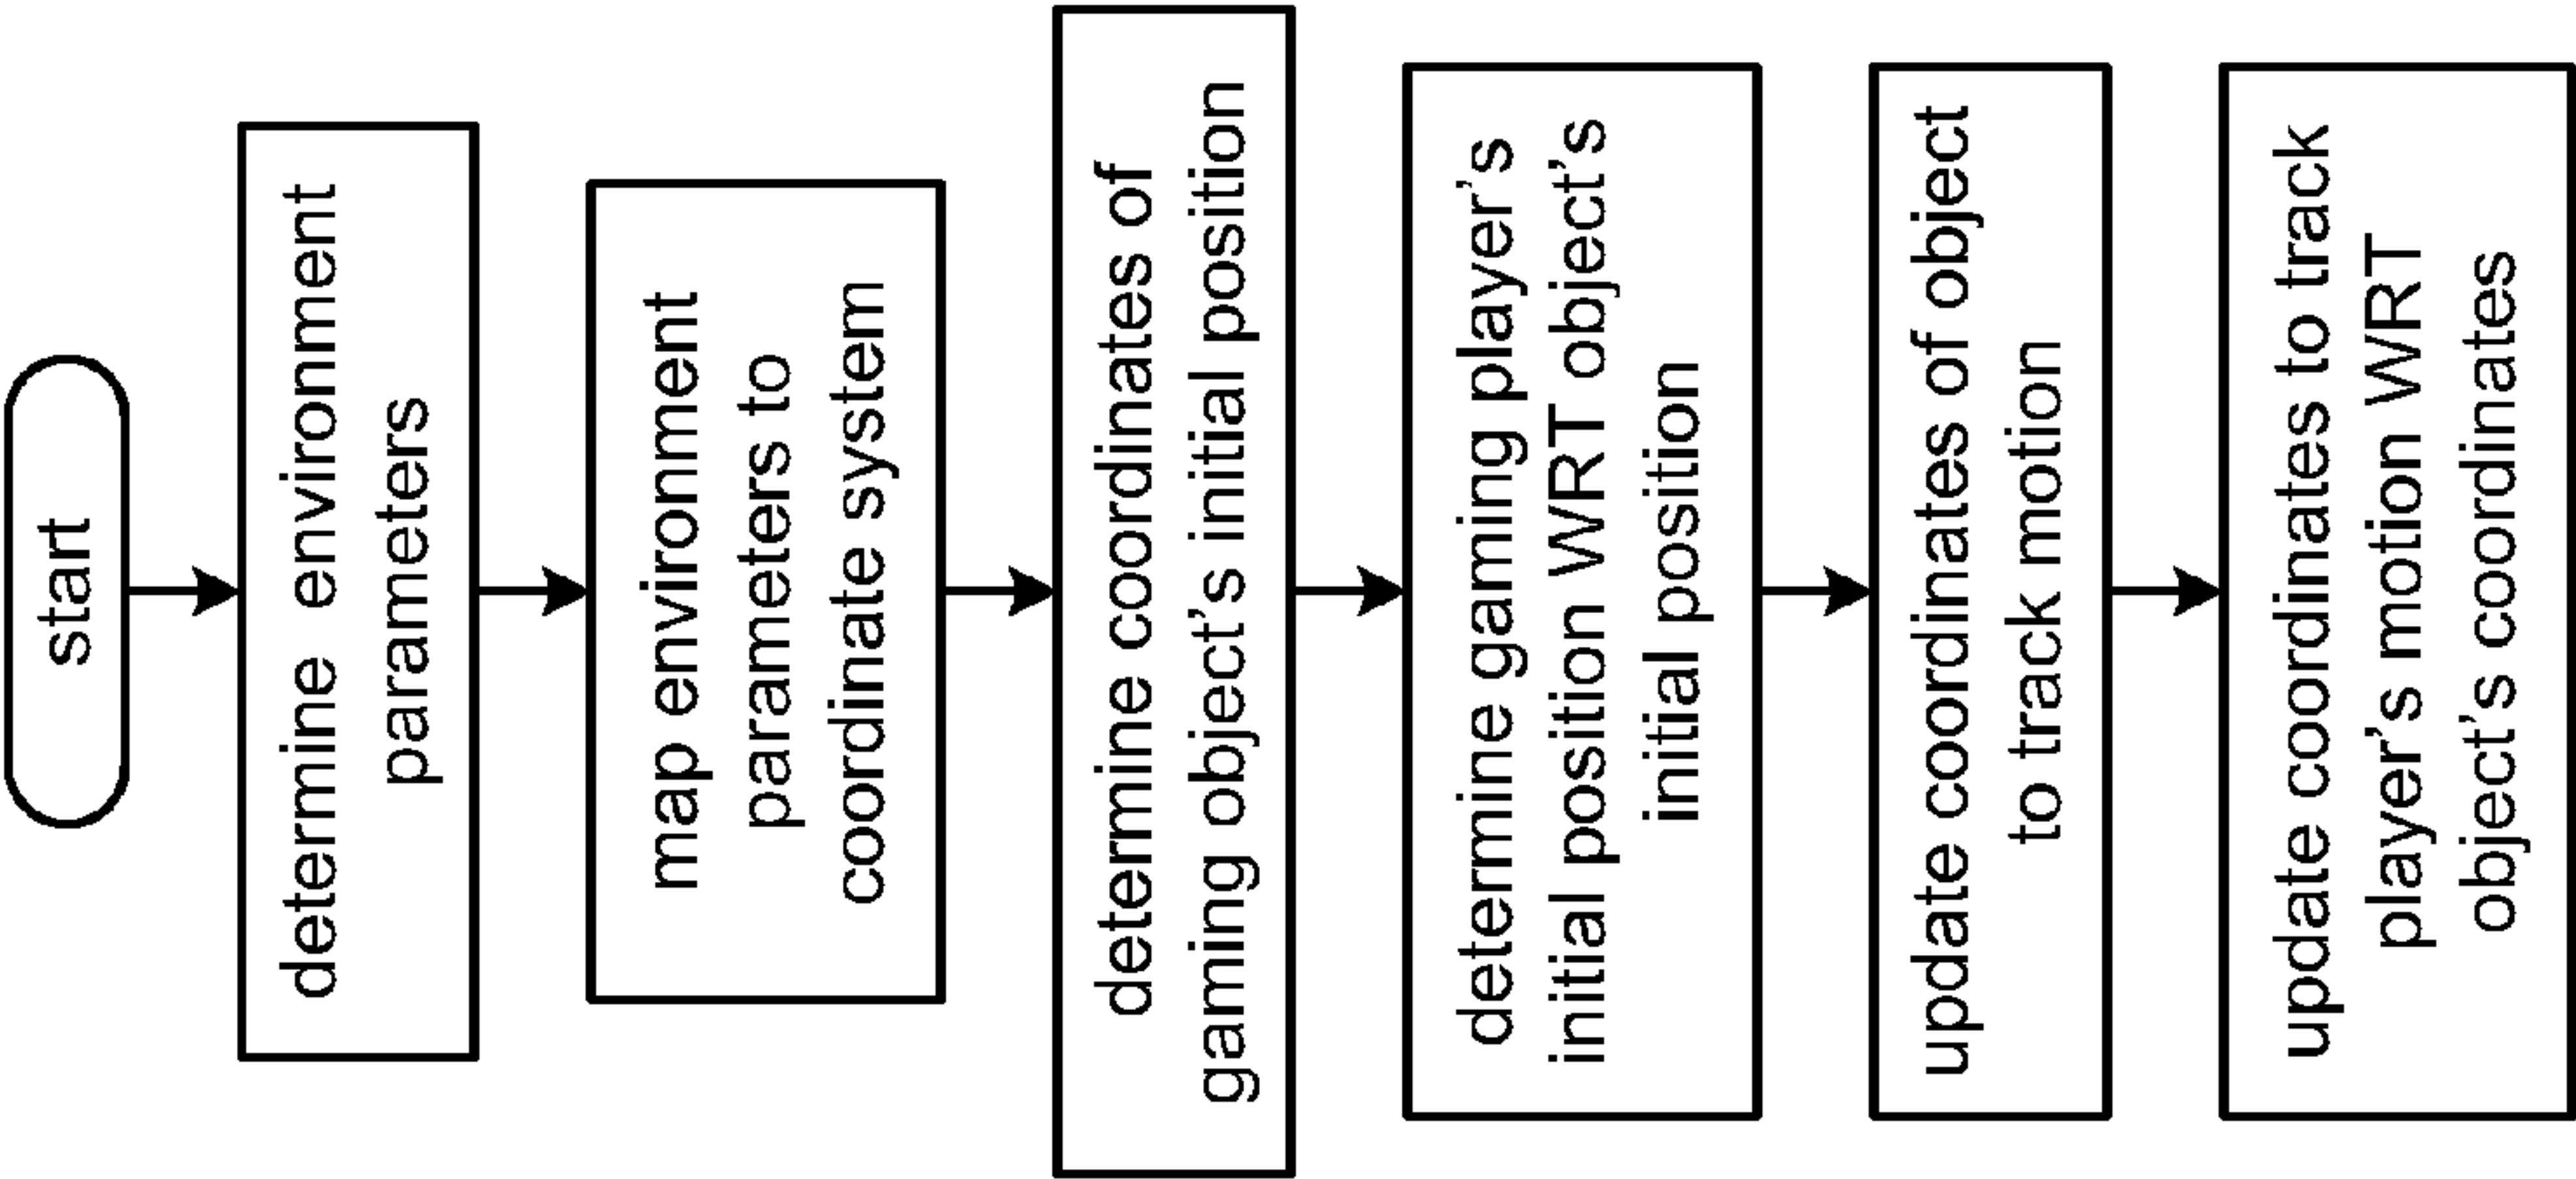 start
determine environment
parameters
map environment
parameters to
coordinate system
determine coordinates of
gaming object's initial position
determine gaming player's
initial position WRT object's
initial position
update coordinates of object
to track motion
update coordinates to track
player's motion WRT
object's coordinates